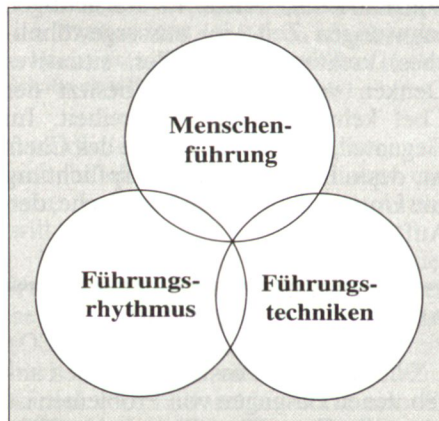 Menschen-
führung
Führungs-
rhythmus
Führungs-
techniken